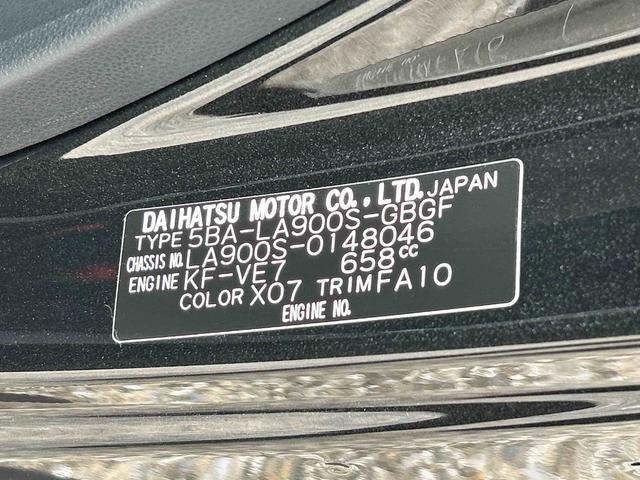 DAIHATSU MOTOR CO., LTD. JAPAN
TYPE 5BA-LA900S-GBGF
CHASSIS NO. LA900S-0148046
ENGINE KF-VE7 658cc
COLOR X07 TRIM FA10
ENGINE NO.